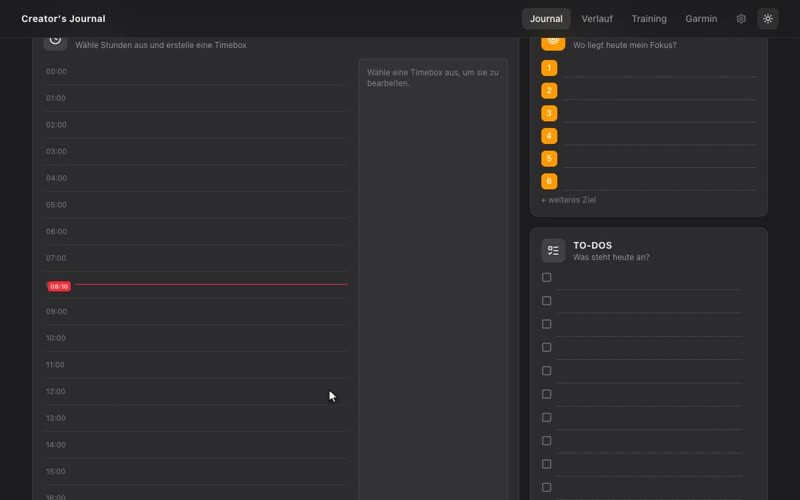 Creator's Journal
Journal
Verlauf
Training
Garmin
Wähle Stunden aus und erstelle eine Timebox
00:00
01:00
02:00
03:00
04:00
05:00
06:00
07:00
08:10
09:00
10:00
11:00
12:00
13:00
14:00
15:00
16:00
Wähle eine Timebox aus, um sie zu
bearbeiten.
Wo liegt heute mein Fokus?
1
2
3
4
5
6
+ weiteres Ziel
TO-DOS
Was steht heute an?